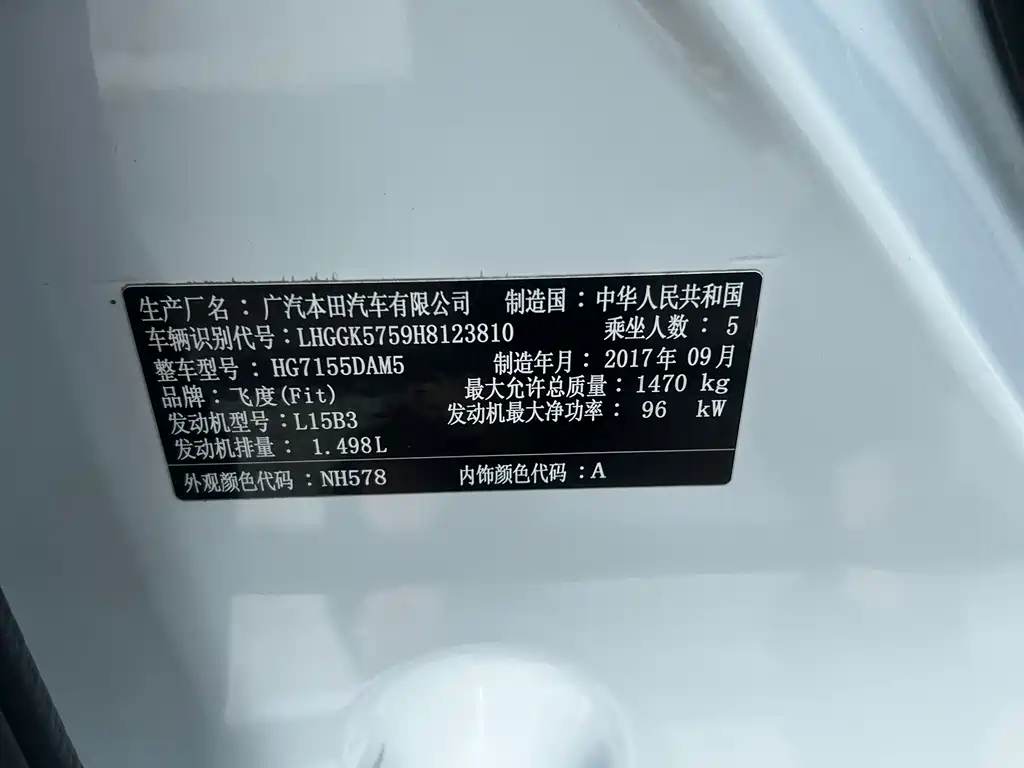 生产厂名：广汽本田汽车有限公司 制造国：中华人民共和国
车辆识别代号：LHGGK5759H8123810 乘坐人数：5
整车型号：HG7155DAM5 制造年月：2017年09月
品牌：飞度(Fit) 最大允许总质量：1470 kg
发动机型号：L15B3 发动机最大净功率：96 kW
发动机排量：1.498L
外观颜色代码：NH578 内饰颜色代码：A